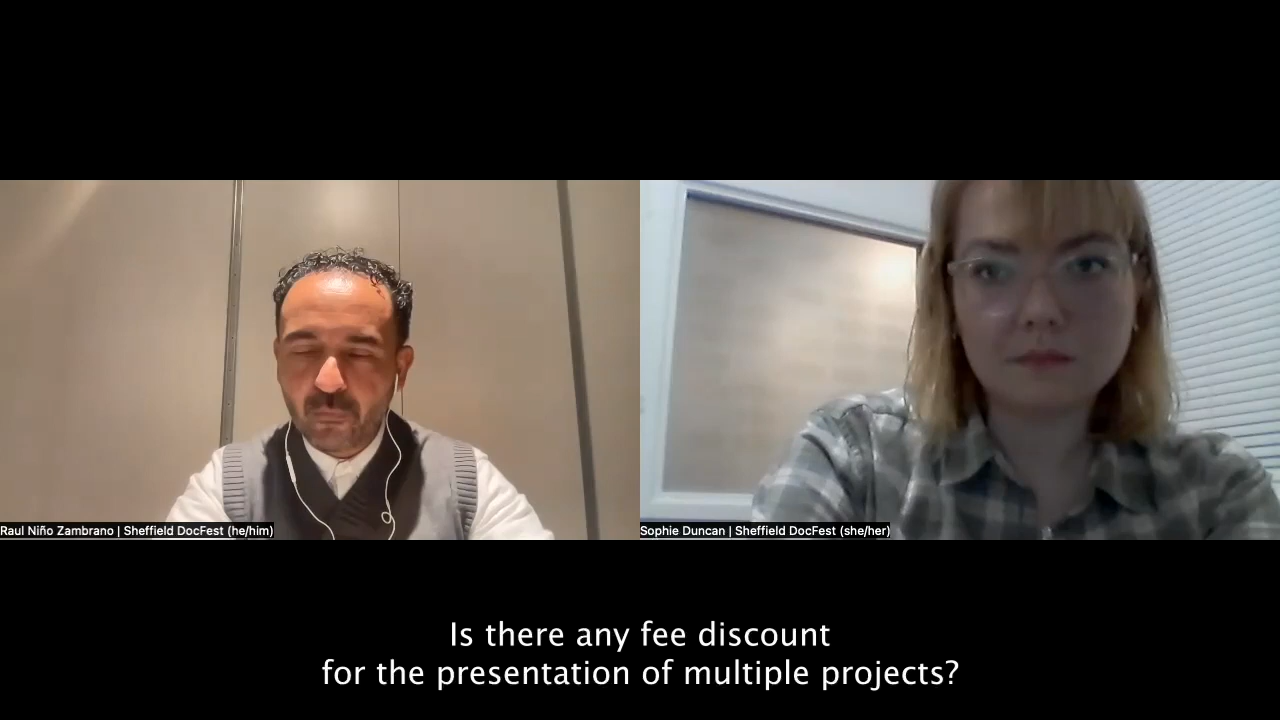 Raul Niño Zambrano | Sheffield DocFest (he/him)
Sophie Duncan | Sheffield DocFest (she/her)
Is there any fee discount
for the presentation of multiple projects?